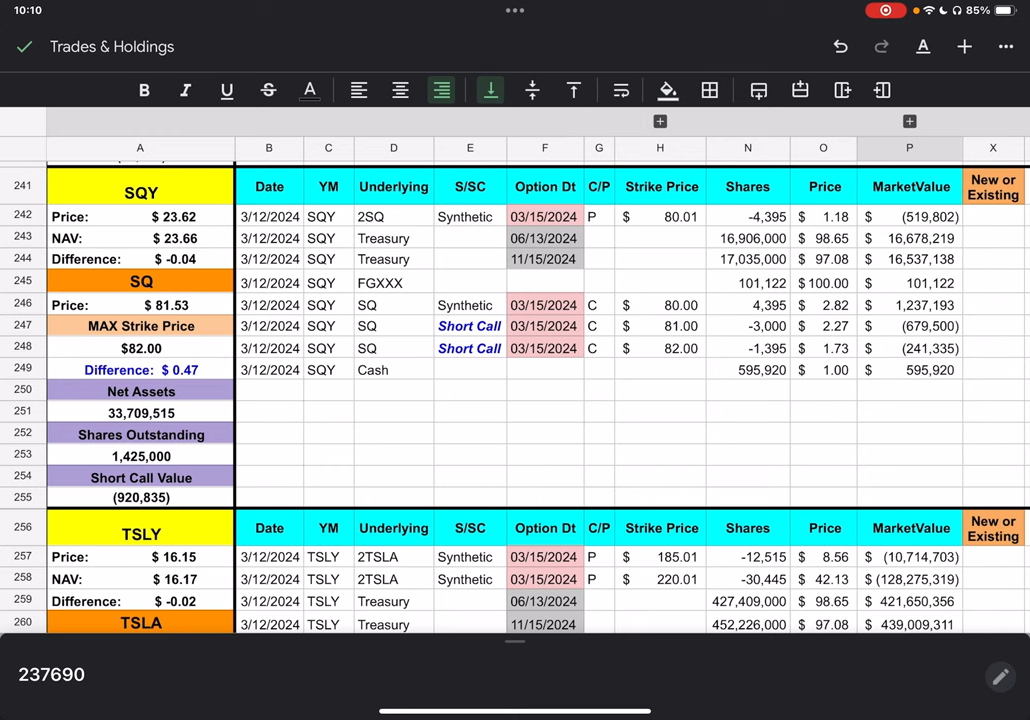 10:10
85%
Trades & Holdings
B I U S A
A B C D E F G H N O P X
241 SQY Date YM Underlying S/SC Option Dt C/P Strike Price Shares Price MarketValue New or Existing
242 Price: $ 23.62 3/12/2024 SQY 2SQ Synthetic 03/15/2024 P $ 80.01 -4,395 $ 1.18 $ (519,802)
243 NAV: $ 23.66 3/12/2024 SQY Treasury 06/13/2024 16,906,000 $ 98.65 $ 16,678,219
244 Difference: $ -0.04 3/12/2024 SQY Treasury 11/15/2024 17,035,000 $ 97.08 $ 16,537,138
245 SQ 3/12/2024 SQY FGXXX 101,122 $ 100.00 $ 101,122
246 Price: $ 81.53 3/12/2024 SQY SQ Synthetic 03/15/2024 C $ 80.00 4,395 $ 2.82 $ 1,237,193
247 MAX Strike Price 3/12/2024 SQY SQ Short Call 03/15/2024 C $ 81.00 -3,000 $ 2.27 $ (679,500)
248 $82.00 3/12/2024 SQY SQ Short Call 03/15/2024 C $ 82.00 -1,395 $ 1.73 $ (241,335)
249 Difference: $ 0.47 3/12/2024 SQY Cash 595,920 $ 1.00 $ 595,920
250 Net Assets
251 33,709,515
252 Shares Outstanding
253 1,425,000
254 Short Call Value
255 (920,835)
256 TSLY Date YM Underlying S/SC Option Dt C/P Strike Price Shares Price MarketValue New or Existing
257 Price: $ 16.15 3/12/2024 TSLY 2TSLA Synthetic 03/15/2024 P $ 185.01 -12,515 $ 8.56 $ (10,714,703)
258 NAV: $ 16.17 3/12/2024 TSLY 2TSLA Synthetic 03/15/2024 P $ 220.01 -30,445 $ 42.13 $ (128,275,319)
259 Difference: $ -0.02 3/12/2024 TSLY Treasury 06/13/2024 427,409,000 $ 98.65 $ 421,650,356
260 TSLA 3/12/2024 TSLY Treasury 11/15/2024 452,226,000 $ 97.08 $ 439,009,311
237690